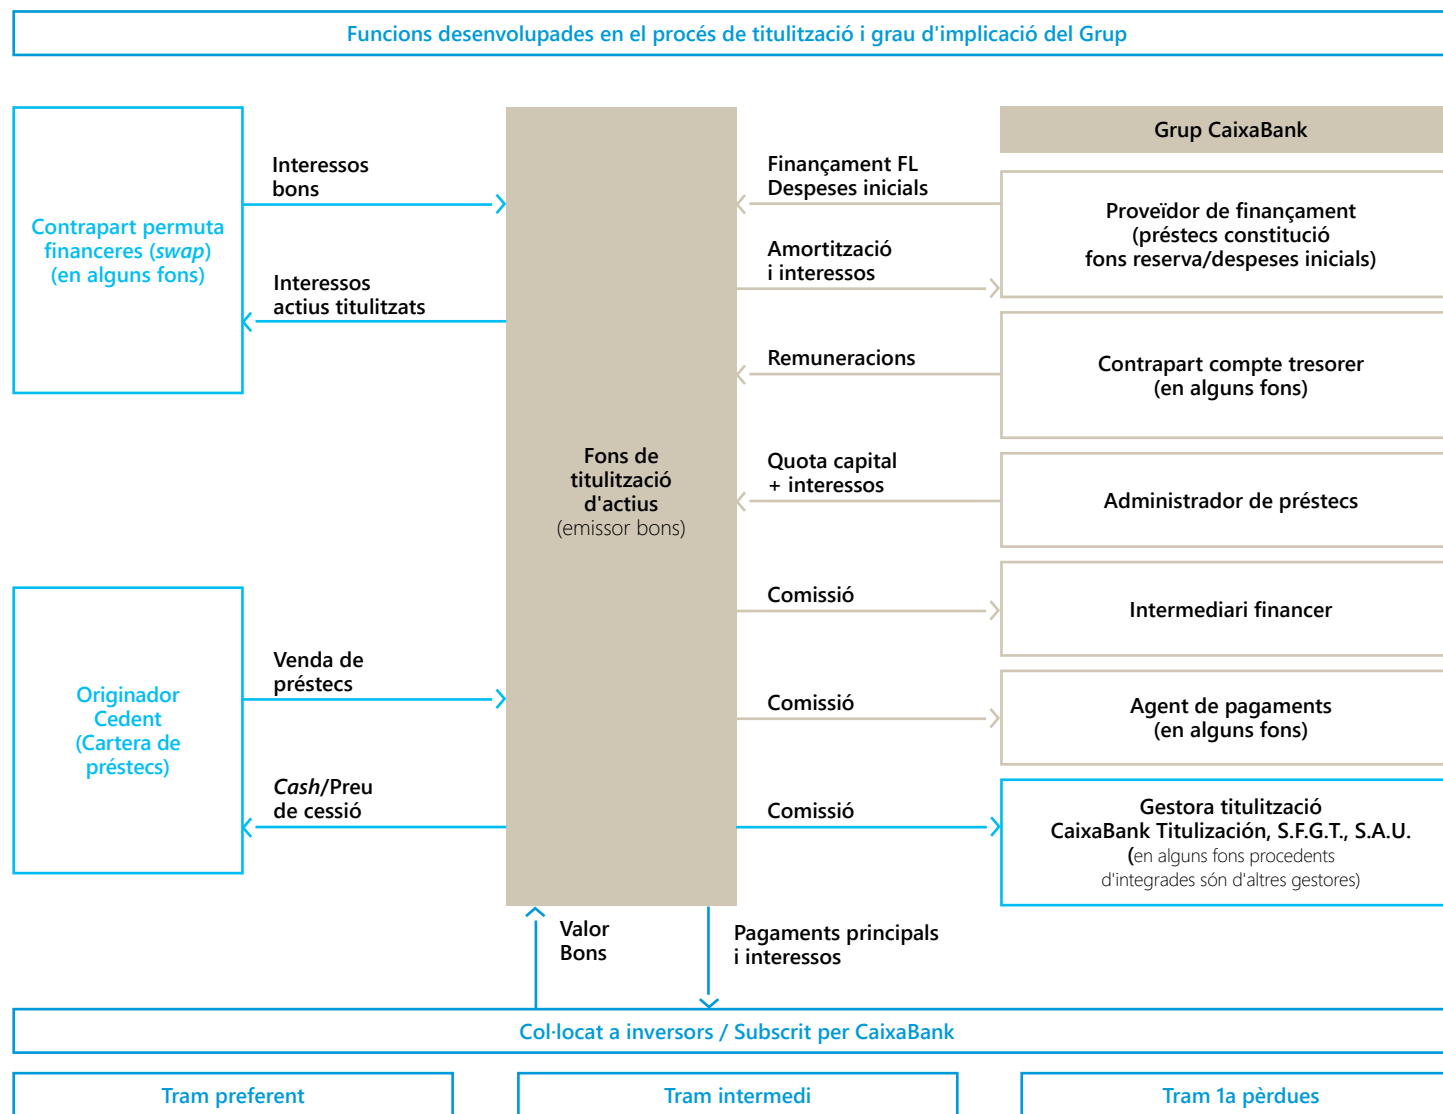 Funcions desenvolupades en el procés de titulització i grau d'implicació del Grup
Contrapart permuta
financeres (swap)
(en alguns fons)
Interessos
bons
Interessos
actius titulitzats
Originador
Cedent
(Cartera de
préstecs)
Venda de
préstecs
Cash/Preu
de cessió
Fons de
titulització
d'actius
(emissor bons)
Finançament FL
Despeses inicials
Amortització
i interessos
Remuneracions
Quota capital
+ interessos
Comissió
Comissió
Comissió
Grup CaixaBank
Proveïdor de finançament
(préstecs constitució
fons reserva/despeses inicials)
Contrapart compte tresorer
(en alguns fons)
Administrador de préstecs
Intermediari financer
Agent de pagaments
(en alguns fons)
Gestora titulització
CaixaBank Titulización, S.F.G.T., S.A.U.
(en alguns fons procedents
d'integrades són d'altres gestores)
Valor
Bons
Pagaments principals
i interessos
Col·locat a inversors / Subscrit per CaixaBank
Tram preferent
Tram intermedi
Tram 1a pèrdues